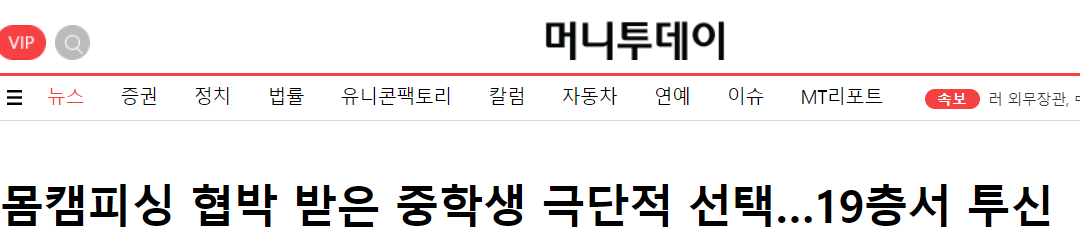 VIP
머니투데이
뉴스 증권 정치 법률 유니콘팩토리 칼럼 자동차 연예 이슈 MT리포트 속보 러 외무장관,
몸캠피싱 협박 받은 중학생 극단적 선택...19층서 투신